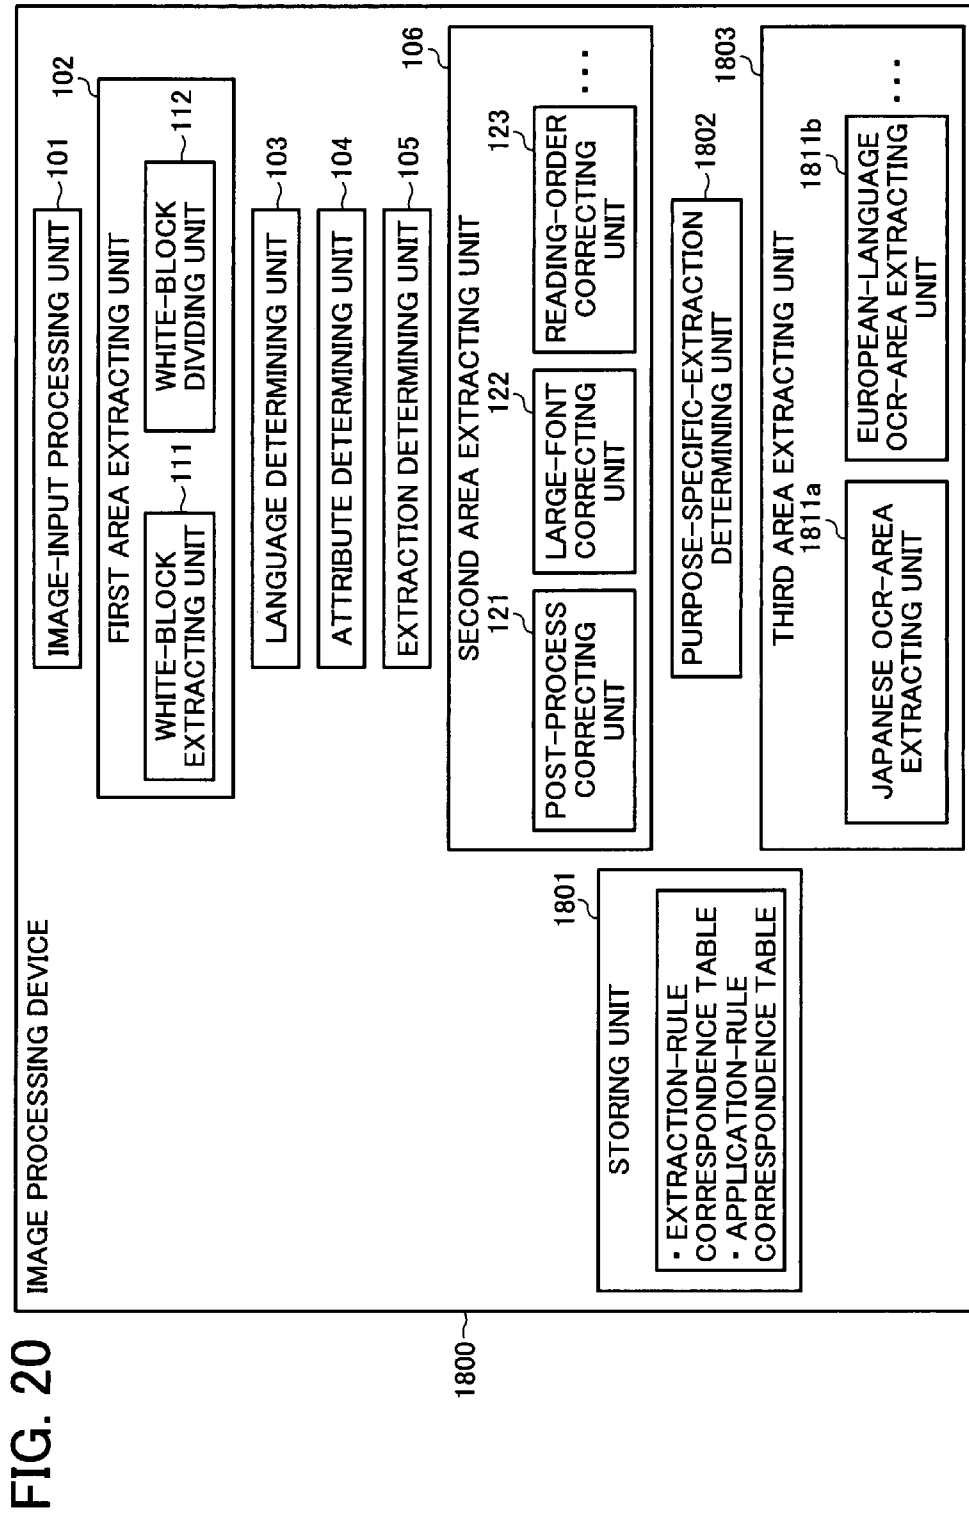 FIG. 20
1800
IMAGE PROCESSING DEVICE
IMAGE-INPUT PROCESSING UNIT
101
102
FIRST AREA EXTRACTING UNIT
111
WHITE-BLOCK
EXTRACTING UNIT
112
WHITE-BLOCK
DIVIDING UNIT
LANGUAGE DETERMINING UNIT
103
ATTRIBUTE DETERMINING UNIT
104
EXTRACTION DETERMINING UNIT
105
106
SECOND AREA EXTRACTING UNIT
121
POST-PROCESS
CORRECTING
UNIT
122
LARGE-FONT
CORRECTING
UNIT
123
READING-ORDER
CORRECTING
UNIT
...
1801
STORING UNIT
・EXTRACTION-RULE
CORRESPONDENCE TABLE
・APPLICATION-RULE
CORRESPONDENCE TABLE
PURPOSE-SPECIFIC-EXTRACTION
DETERMINING UNIT
1802
1803
THIRD AREA EXTRACTING UNIT
1811a
JAPANESE OCR-AREA
EXTRACTING UNIT
1811b
EUROPEAN-LANGUAGE
OCR-AREA EXTRACTING
UNIT
...